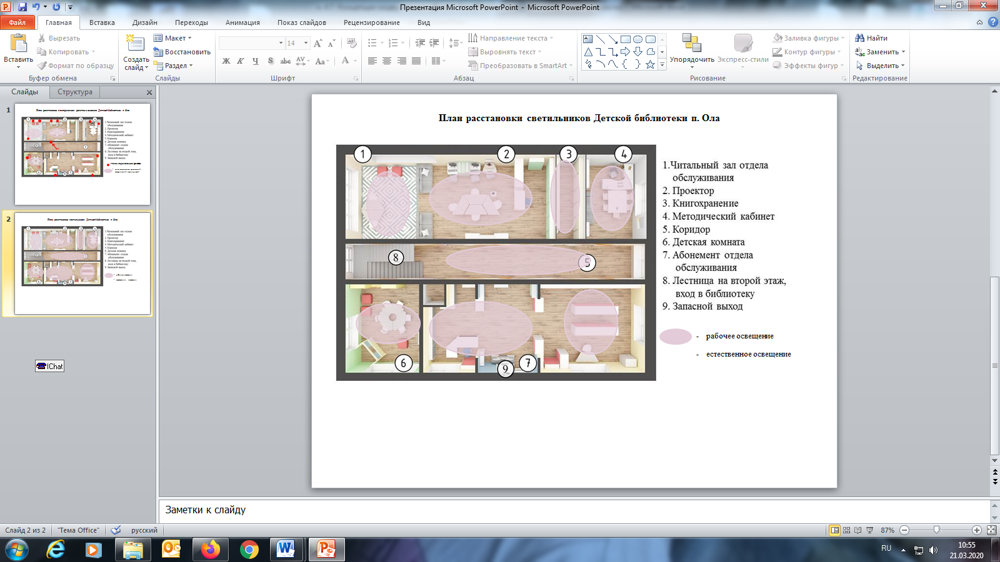 Презентация Microsoft PowerPoint - Microsoft PowerPoint
Файл
Главная
Вставка
Дизайн
Переходы
Анимация
Показ слайдов
Рецензирование
Вид
Вставить
Вырезать
Копировать
Формат по образцу
Буфер обмена
Создать слайд
Макет
Восстановить
Раздел
Слайды
14
Ж К Ч S abc AV Aa A
Шрифт
Направление текста
Выровнять текст
Преобразовать в SmartArt
Абзац
Упорядочить
Экспресс-стили
Заливка фигуры
Контур фигуры
Эффекты фигур
Рисование
Найти
Заменить
Выделить
Редактирование
Слайды
Структура
1
2
IChat
План расстановки светильников Детской библиотеки п. Ола
1
2
3
4
8
5
6
9
7
1.Читальный зал отдела
обслуживания
2. Проектор
3. Книгохранение
4. Методический кабинет
5. Коридор
6. Детская комната
7. Абонемент отдела
обслуживания
8. Лестница на второй этаж,
вход в библиотеку
9. Запасной выход
- рабочее освещение
- естественное освещение
Заметки к слайду
Слайд 2 из 2
"Тема Office"
русский
87%
RU
10:55
21.03.2020